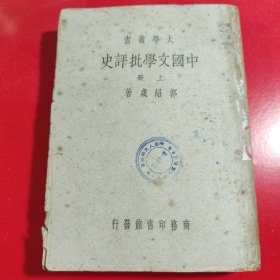 大學叢書
中國文學批評史
上冊
郭紹虞著
商務印書館發行